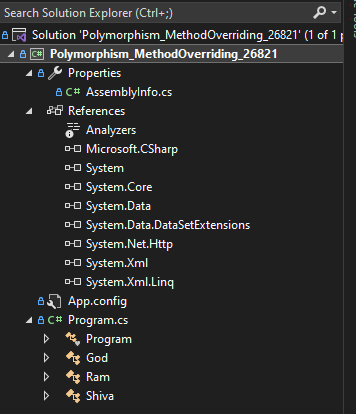 Search Solution Explorer (Ctrl+;)
Solution 'Polymorphism_MethodOverriding_26821' (1 of 1 p
C# Polymorphism_MethodOverriding_26821
Properties
C# AssemblyInfo.cs
References
Analyzers
Microsoft.CSharp
System
System.Core
System.Data
System.Data.DataSetExtensions
System.Net.Http
System.Xml
System.Xml.Linq
App.config
C# Program.cs
Program
God
Ram
Shiva